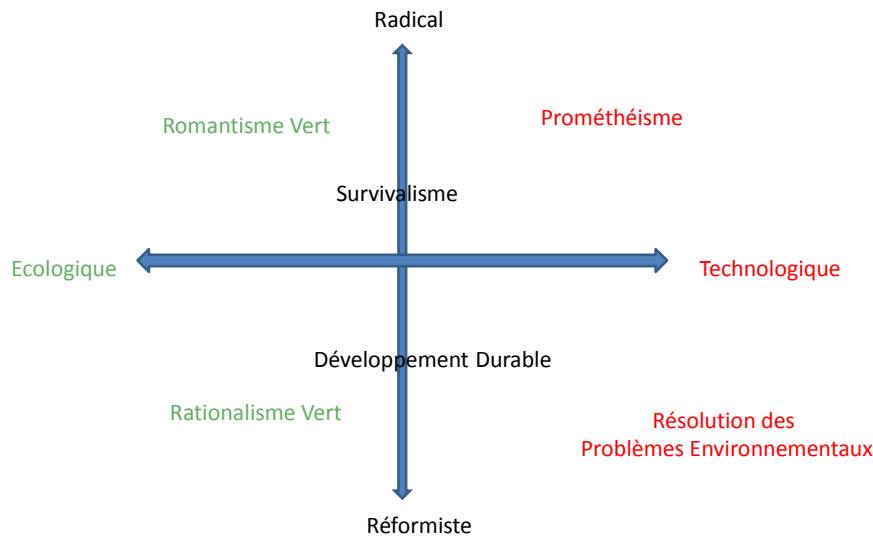 Radical
Romantisme Vert
Prométhéisme
Survivalisme
Ecologique
Technologique
Développement Durable
Rationalisme Vert
Résolution des
Problèmes Environnementaux
Réformiste